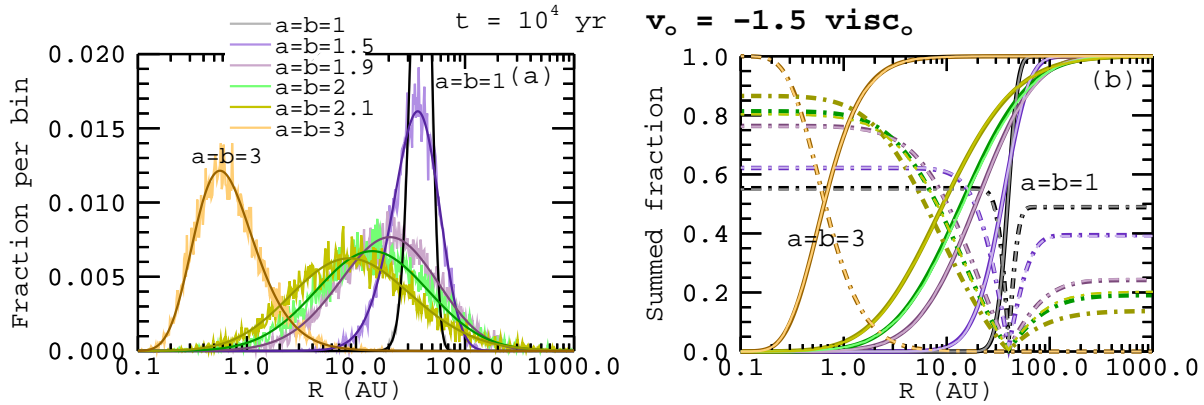 t = 10⁴ yr
v₀ = -1.5 visc₀
a=b=1
a=b=1.5
a=b=1.9
a=b=2
a=b=2.1
a=b=3
(a)
a=b=1
a=b=3
Fraction per bin
0.020
0.015
0.010
0.005
0.000
0.1 1.0 10.0 100.0 1000.0
R (AU)
(b)
a=b=1
a=b=3
Summed fraction
1.0
0.8
0.6
0.4
0.2
0.0
0.1 1.0 10.0 100.0 1000.0
R (AU)